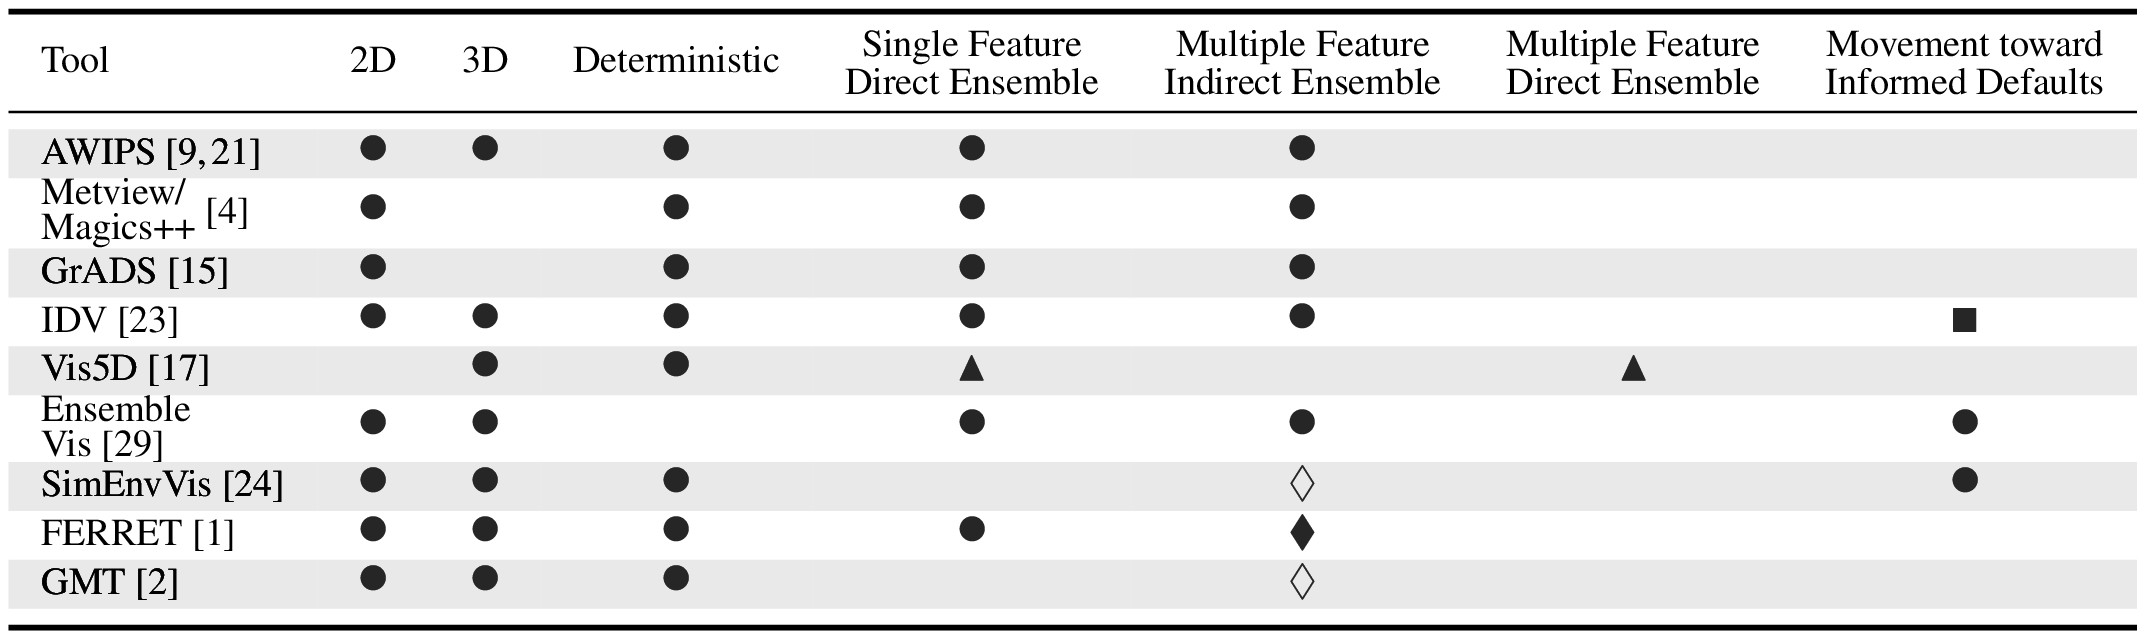 Tool 2D 3D Deterministic Single Feature Direct Ensemble Multiple Feature Indirect Ensemble Multiple Feature Direct Ensemble Movement toward Informed Defaults
AWIPS [9, 21] ● ● ● ● ●
Metview/
Magics++ [4] ● ● ● ●
GrADS [15] ● ● ● ●
IDV [23] ● ● ● ● ● ■
Vis5D [17] ● ● ▲ ▲
Ensemble
Vis [29] ● ● ● ● ●
SimEnvVis [24] ● ● ● ◇ ●
FERRET [1] ● ● ● ● ◆
GMT [2] ● ● ● ◇